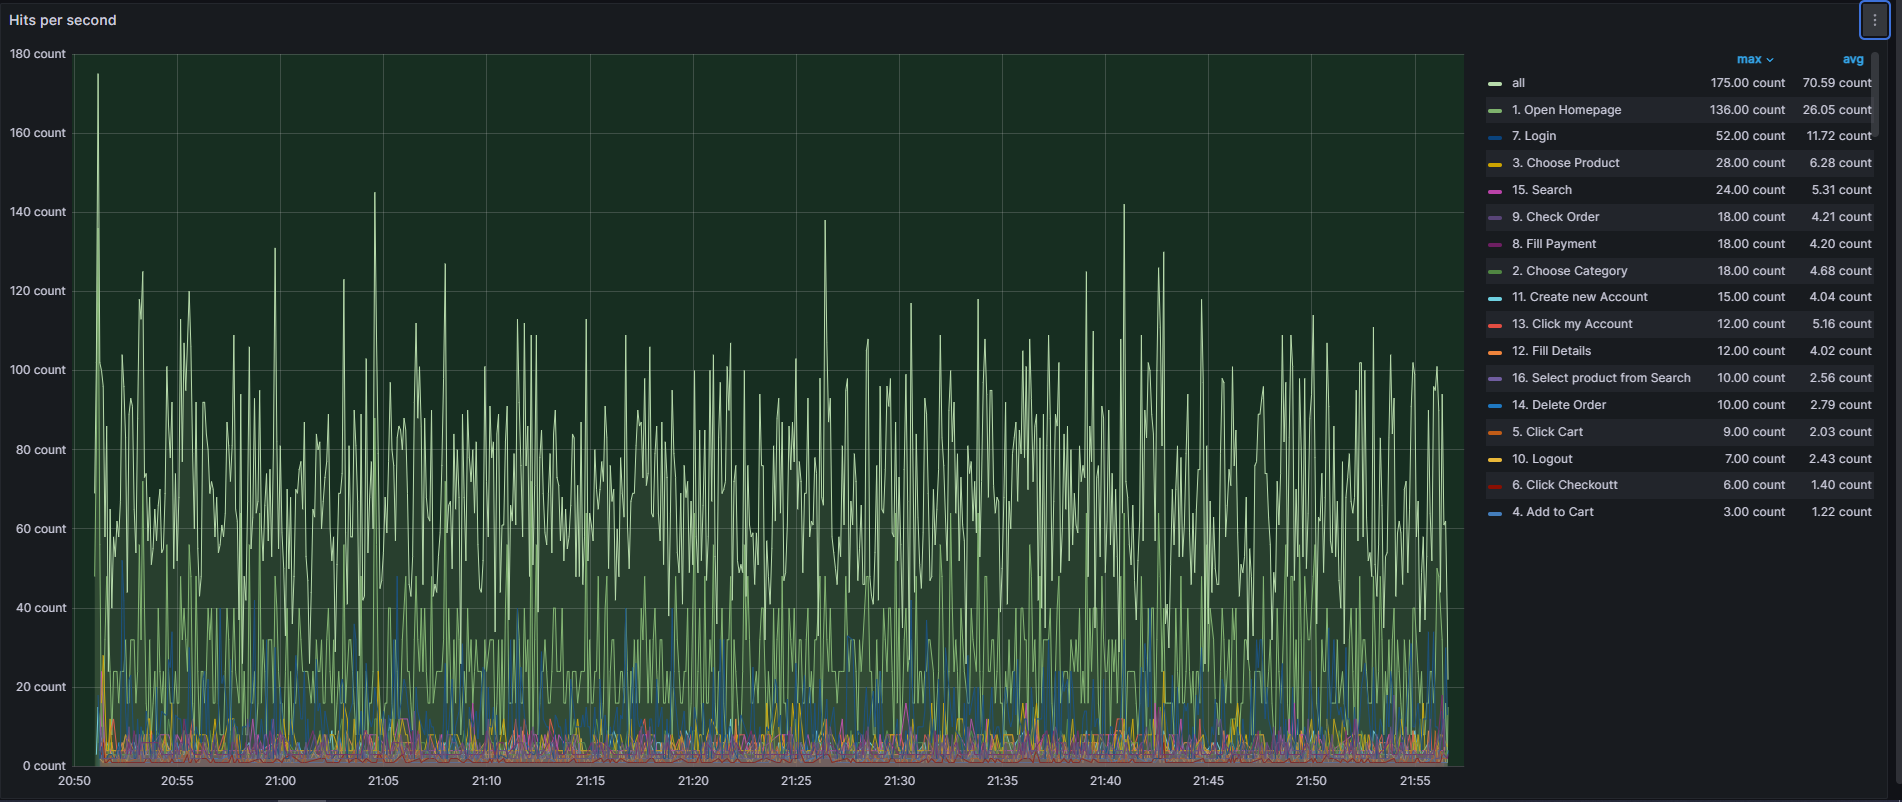 Hits per second
180 count
160 count
140 count
120 count
100 count
80 count
60 count
40 count
20 count
0 count
20:50 20:55 21:00 21:05 21:10 21:15 21:20 21:25 21:30 21:35 21:40 21:45 21:50 21:55
max avg
all 175.00 count 70.59 count
1. Open Homepage 136.00 count 26.05 count
7. Login 52.00 count 11.72 count
3. Choose Product 28.00 count 6.28 count
15. Search 24.00 count 5.31 count
9. Check Order 18.00 count 4.21 count
8. Fill Payment 18.00 count 4.20 count
2. Choose Category 18.00 count 4.68 count
11. Create new Account 15.00 count 4.04 count
13. Click my Account 12.00 count 5.16 count
12. Fill Details 12.00 count 4.02 count
16. Select product from Search 10.00 count 2.56 count
14. Delete Order 10.00 count 2.79 count
5. Click Cart 9.00 count 2.03 count
10. Logout 7.00 count 2.43 count
6. Click Checkoutt 6.00 count 1.40 count
4. Add to Cart 3.00 count 1.22 count